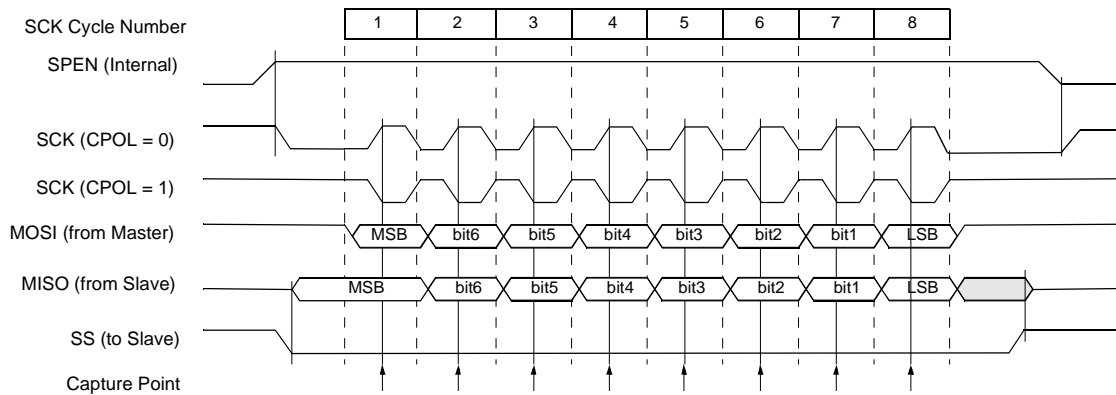 SCK Cycle Number 1 2 3 4 5 6 7 8
SPEN (Internal)
SCK (CPOL = 0)
SCK (CPOL = 1)
MOSI (from Master) MSB bit6 bit5 bit4 bit3 bit2 bit1 LSB
MISO (from Slave) MSB bit6 bit5 bit4 bit3 bit2 bit1 LSB
SS (to Slave)
Capture Point